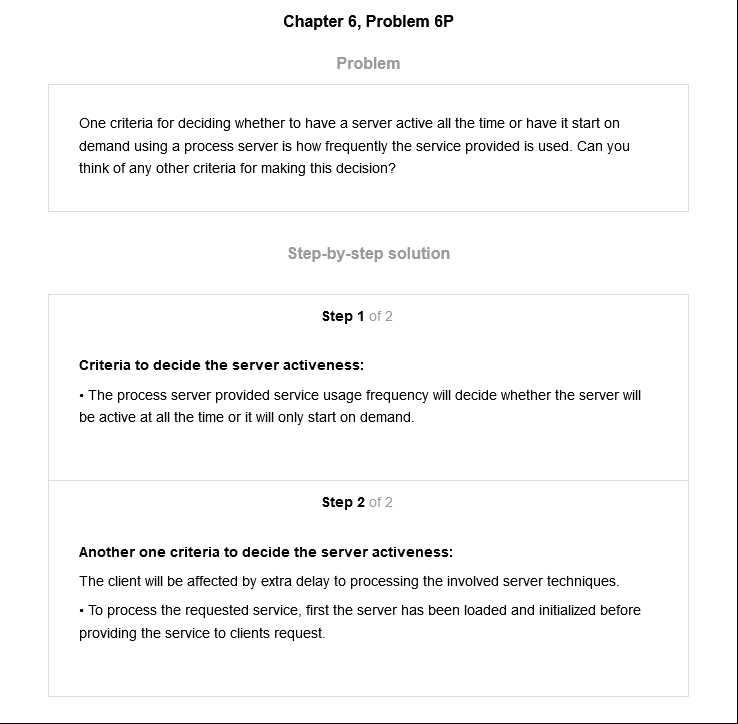 Chapter 6, Problem 6P
Problem
One criteria for deciding whether to have a server active all the time or have it start on
demand using a process server is how frequently the service provided is used. Can you
think of any other criteria for making this decision?
Step-by-step solution
Step 1 of 2
Criteria to decide the server activeness:
• The process server provided service usage frequency will decide whether the server will
be active at all the time or it will only start on demand.
Step 2 of 2
Another one criteria to decide the server activeness:
The client will be affected by extra delay to processing the involved server techniques.
• To process the requested service, first the server has been loaded and initialized before
providing the service to clients request.